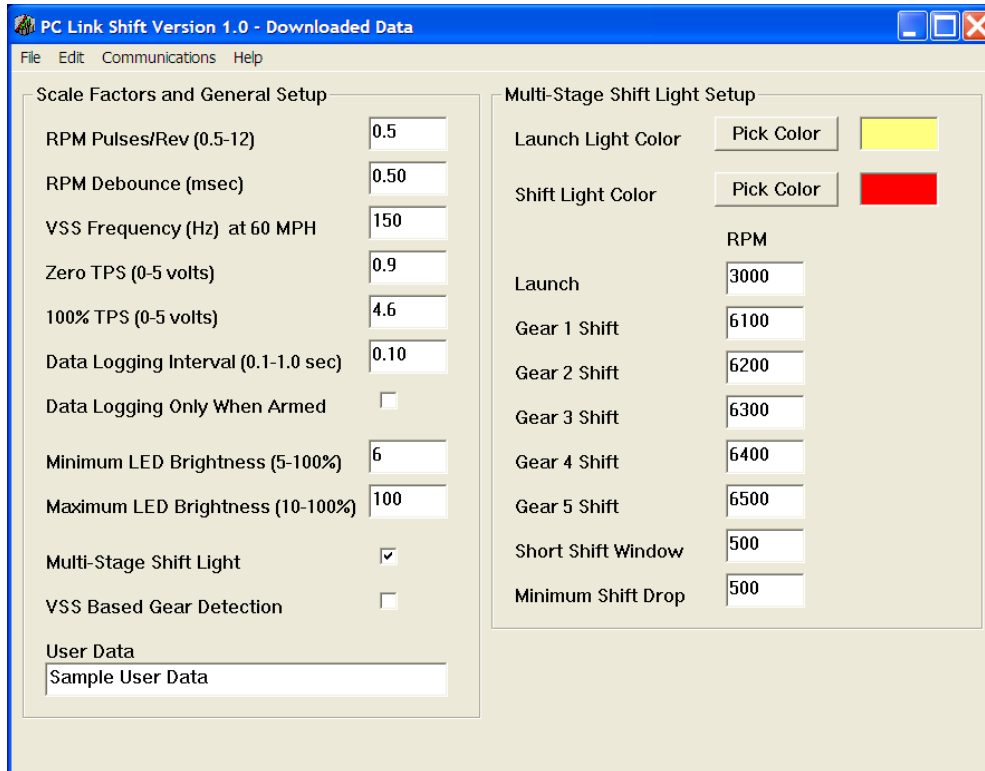 PC Link Shift Version 1.0 - Downloaded Data
File Edit Communications Help
Scale Factors and General Setup
RPM Pulses/Rev (0.5-12) 0.5
RPM Debounce (msec) 0.50
VSS Frequency (Hz) at 60 MPH 150
Zero TPS (0-5 volts) 0.9
100% TPS (0-5 volts) 4.6
Data Logging Interval (0.1-1.0 sec) 0.10
Data Logging Only When Armed
Minimum LED Brightness (5-100%) 6
Maximum LED Brightness (10-100%) 100
Multi-Stage Shift Light
VSS Based Gear Detection
User Data
Sample User Data
Multi-Stage Shift Light Setup
Launch Light Color Pick Color
Shift Light Color Pick Color
RPM
Launch 3000
Gear 1 Shift 6100
Gear 2 Shift 6200
Gear 3 Shift 6300
Gear 4 Shift 6400
Gear 5 Shift 6500
Short Shift Window 500
Minimum Shift Drop 500